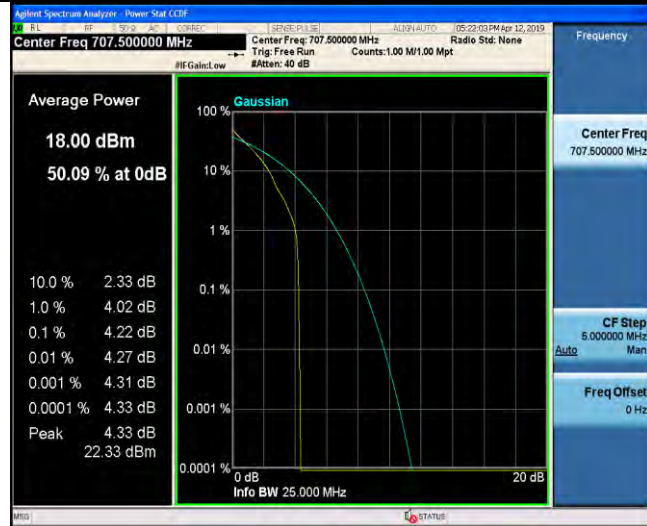 Agilent Spectrum Analyzer - Power Stat CCDF
RL RF 50 Ω AC CORREC SENSE:PULSE ALIGN AUTO 05:22:03 PM Apr 12, 2019
Center Freq 707.500000 MHz
Center Freq: 707.500000 MHz Radio Std: None
Trig: Free Run Counts:1.00 M/1.00 Mpt
#IFGain:Low #Atten: 40 dB
Frequency
Average Power
18.00 dBm
50.09 % at 0dB
10.0 % 2.33 dB
1.0 % 4.02 dB
0.1 % 4.22 dB
0.01 % 4.27 dB
0.001 % 4.31 dB
0.0001 % 4.33 dB
Peak 4.33 dB
22.33 dBm
Gaussian
100 %
10 %
1 %
0.1 %
0.01 %
0.001 %
0.0001 %
0 dB 20 dB
Info BW 25.000 MHz
Center Freq
707.500000 MHz
CF Step
5.000000 MHz
Auto Man
Freq Offset
0 Hz
MSG STATUS